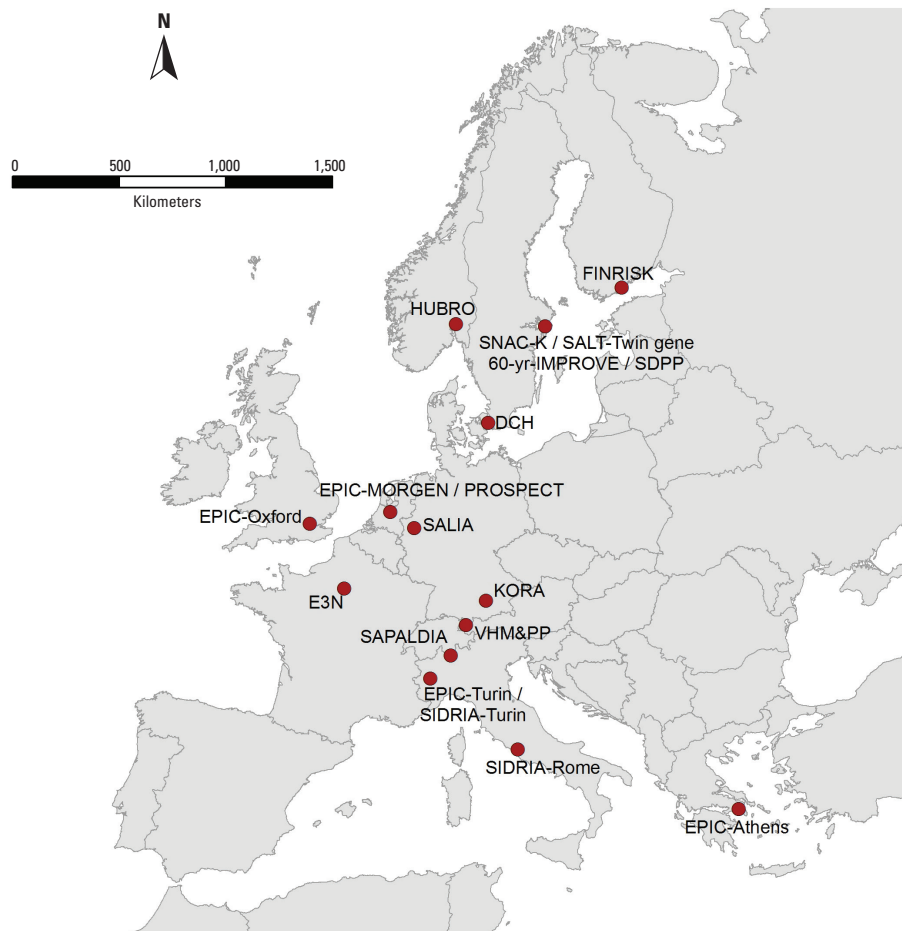 N
0 500 1,000 1,500
Kilometers
FINRISK
HUBRO
SNAC-K / SALT-Twin gene
60-yr-IMPROVE / SDPP
DCH
EPIC-MORGEN / PROSPECT
EPIC-Oxford
SALIA
E3N
KORA
VHM&PP
SAPALDIA
EPIC-Turin /
SIDRIA-Turin
SIDRIA-Rome
EPIC-Athens